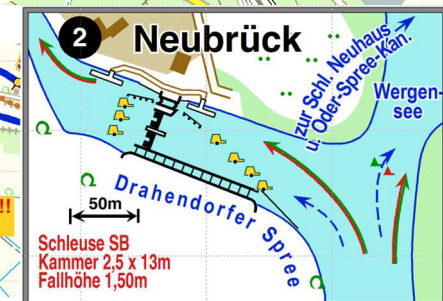 2 Neubrück
zur Schl. Neuhaus
u. Oder-Spree-Kan.
Wergen-
see
!!
50m
Drahendorfer Spree
Schleuse SB
Kammer 2,5 x 13m
Fallhöhe 1,50m